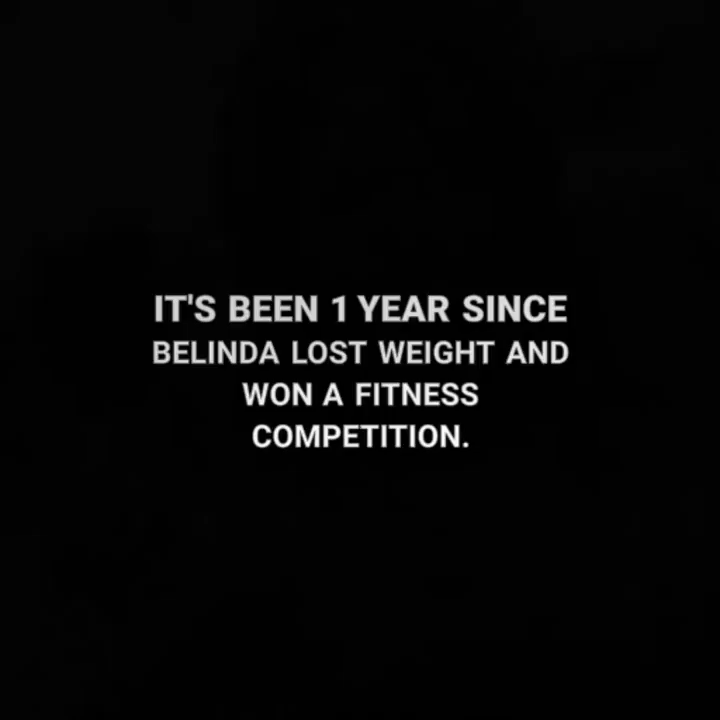 IT'S BEEN 1 YEAR SINCE
BELINDA LOST WEIGHT AND
WON A FITNESS
COMPETITION.